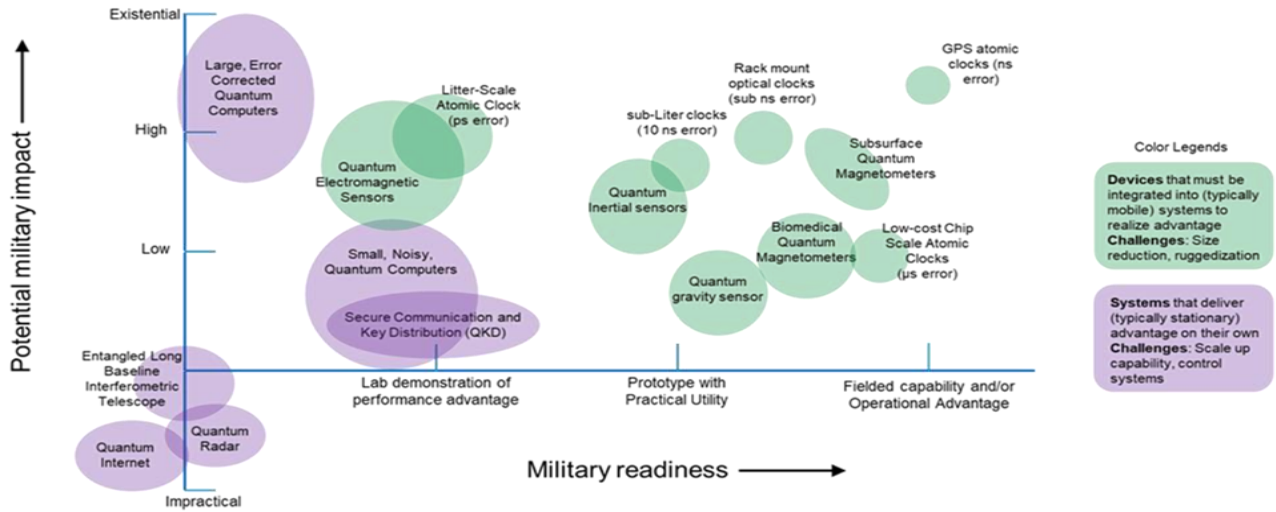 Potential military impact
Existential
High
Low
Impractical
Large, Error
Corrected
Quantum
Computers
Litter-Scale
Atomic Clock
(ps error)
Quantum
Electromagnetic
Sensors
Small, Noisy,
Quantum Computers
Secure Communication and
Key Distribution (QKD)
Entangled Long
Baseline
Interferometric
Telescope
Quantum
Radar
Quantum
Internet
sub-Liter clocks
(10 ns error)
Quantum
Inertial sensors
Rack mount
optical clocks
(sub ns error)
GPS atomic
clocks (ns
error)
Subsurface
Quantum
Magnetometers
Biomedical
Quantum
Magnetometers
Low-cost Chip
Scale Atomic
Clocks
(µs error)
Quantum
gravity sensor
Lab demonstration of
performance advantage
Prototype with
Practical Utility
Fielded capability and/or
Operational Advantage
Military readiness
Color Legends
Devices that must be
integrated into (typically
mobile) systems to
realize advantage
Challenges: Size
reduction, ruggedization
Systems that deliver
(typically stationary)
advantage on their own
Challenges: Scale up
capability, control
systems